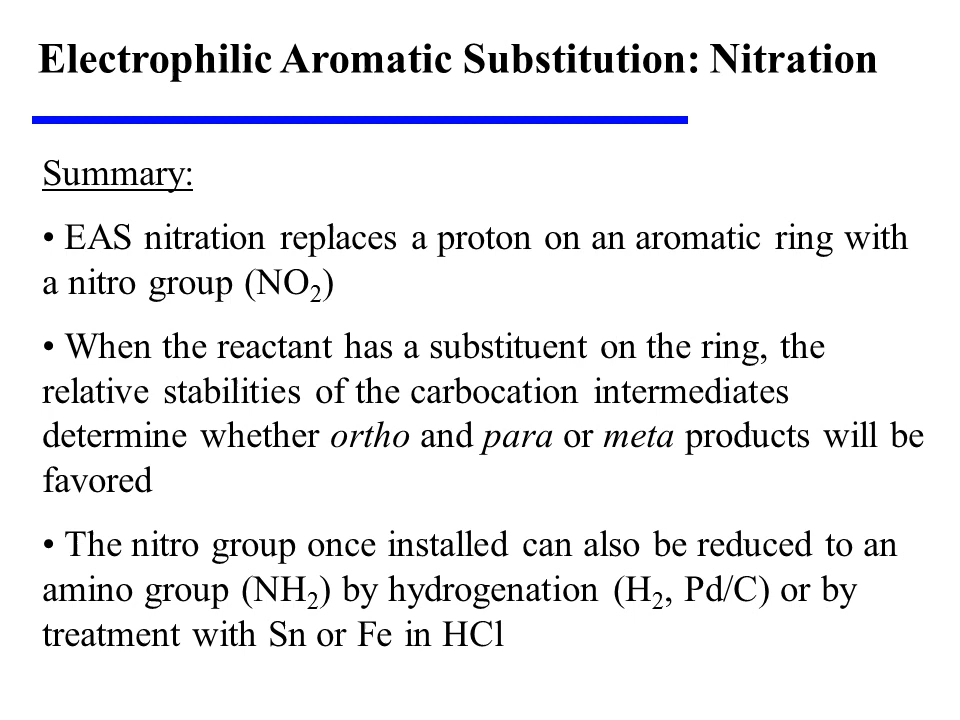 Electrophilic Aromatic Substitution: Nitration
Summary:
• EAS nitration replaces a proton on an aromatic ring with
a nitro group (NO₂)
• When the reactant has a substituent on the ring, the
relative stabilities of the carbocation intermediates
determine whether ortho and para or meta products will be
favored
• The nitro group once installed can also be reduced to an
amino group (NH₂) by hydrogenation (H₂, Pd/C) or by
treatment with Sn or Fe in HCl